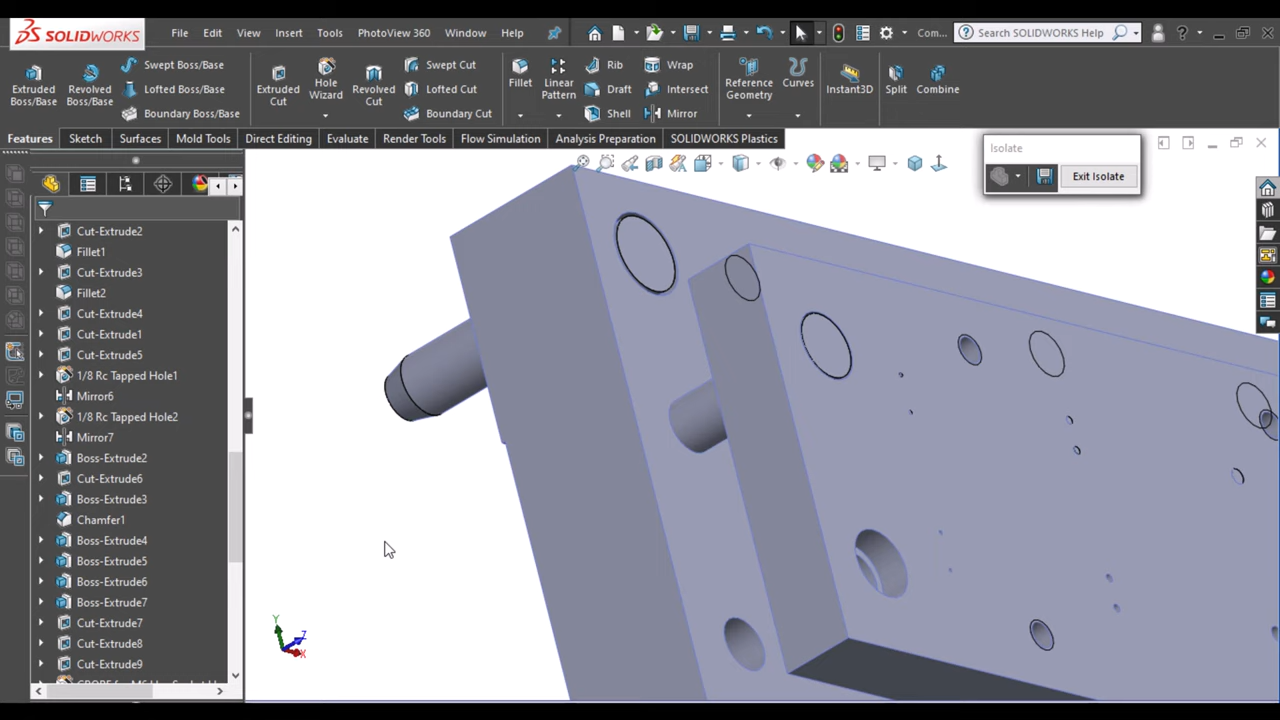 SOLIDWORKS File Edit View Insert Tools PhotoView 360 Window Help Com... Search SOLIDWORKS Help
Extruded Boss/Base
Revolved Boss/Base
Swept Boss/Base
Lofted Boss/Base
Boundary Boss/Base
Extruded Cut
Hole Wizard
Revolved Cut
Swept Cut
Lofted Cut
Boundary Cut
Fillet
Linear Pattern
Rib
Draft
Shell
Wrap
Intersect
Mirror
Reference Geometry
Curves
Instant3D
Split
Combine
Features Sketch Surfaces Mold Tools Direct Editing Evaluate Render Tools Flow Simulation Analysis Preparation SOLIDWORKS Plastics
Isolate
Exit Isolate
Cut-Extrude2
Fillet1
Cut-Extrude3
Fillet2
Cut-Extrude4
Cut-Extrude1
Cut-Extrude5
1/8 Rc Tapped Hole1
Mirror6
1/8 Rc Tapped Hole2
Mirror7
Boss-Extrude2
Cut-Extrude6
Boss-Extrude3
Chamfer1
Boss-Extrude4
Boss-Extrude5
Boss-Extrude6
Boss-Extrude7
Cut-Extrude7
Cut-Extrude8
Cut-Extrude9
Y
Z
X